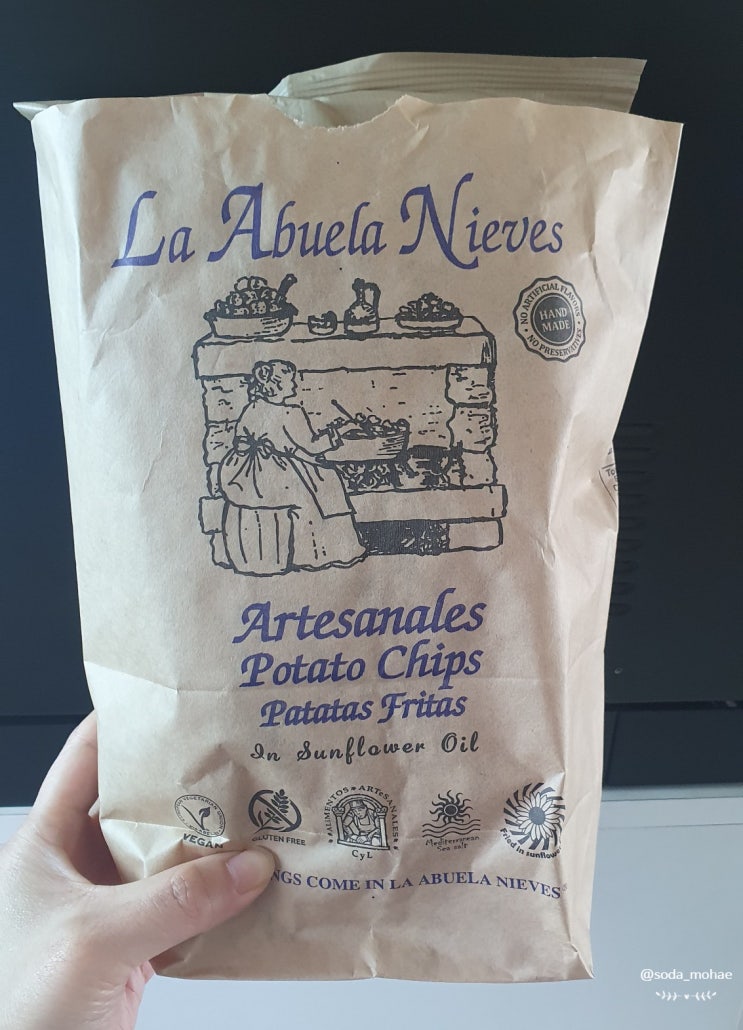 La Abuela Nieves
NO ARTIFICIAL FLAVORS
HAND
MADE
NO PRESERVATIVES
Artesanales
Potato Chips
Patatas Fritas
In Sunflower Oil
VEGAN
GLUTEN FREE
ALIMENTOS ARTESANALES
CyL
Mediterranean
Sea salt
Fried in sunflower
NGS COME IN LA ABUELA NIEVES
@soda_mohae